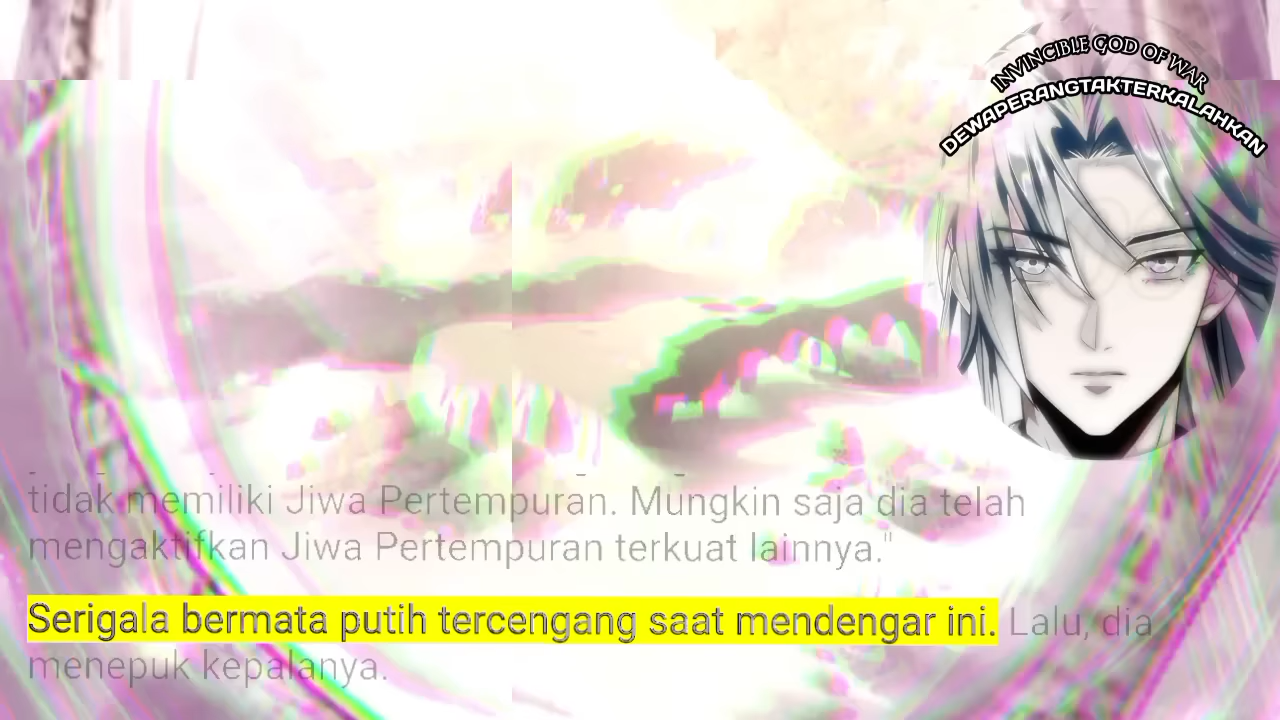 INVINCIBLE GOD OF WAR
DEWAPERANGTAKTERKALAHKAN
tidak memiliki Jiwa Pertempuran. Mungkin saja dia telah
mengaktifkan Jiwa Pertempuran terkuat lainnya."
Serigala bermata putih tercengang saat mendengar ini. Lalu, dia
menepuk kepalanya.